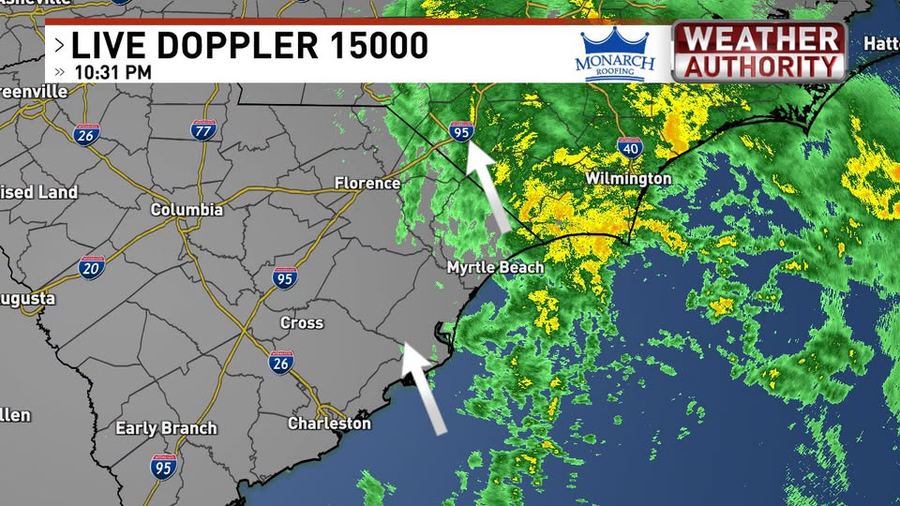 Asheville
> LIVE DOPPLER 15000
» 10:31 PM
MONARCH
ROOFING
WEATHER
AUTHORITY
Hatt
reenville
26
77
95
40
ised Land
Florence
Wilmington
Columbia
20
95
Myrtle Beach
ugusta
Cross
26
llen
Early Branch
Charleston
95